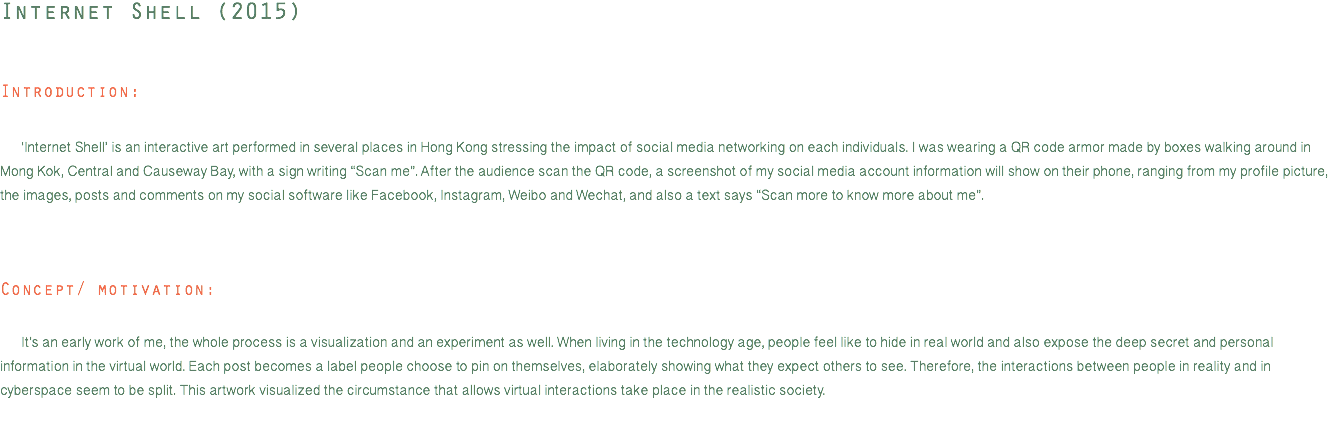 Internet Shell (2015)
Introduction:
'Internet Shell' is an interactive art performed in several places in Hong Kong stressing the impact of social media networking on each individuals. I was wearing a QR code armor made by boxes walking around in
Mong Kok, Central and Causeway Bay, with a sign writing “Scan me”. After the audience scan the QR code, a screenshot of my social media account information will show on their phone, ranging from my profile picture,
the images, posts and comments on my social software like Facebook, Instagram, Weibo and Wechat, and also a text says “Scan more to know more about me”.
Concept/ motivation:
It's an early work of me, the whole process is a visualization and an experiment as well. When living in the technology age, people feel like to hide in real world and also expose the deep secret and personal
information in the virtual world. Each post becomes a label people choose to pin on themselves, elaborately showing what they expect others to see. Therefore, the interactions between people in reality and in
cyberspace seem to be split. This artwork visualized the circumstance that allows virtual interactions take place in the realistic society.